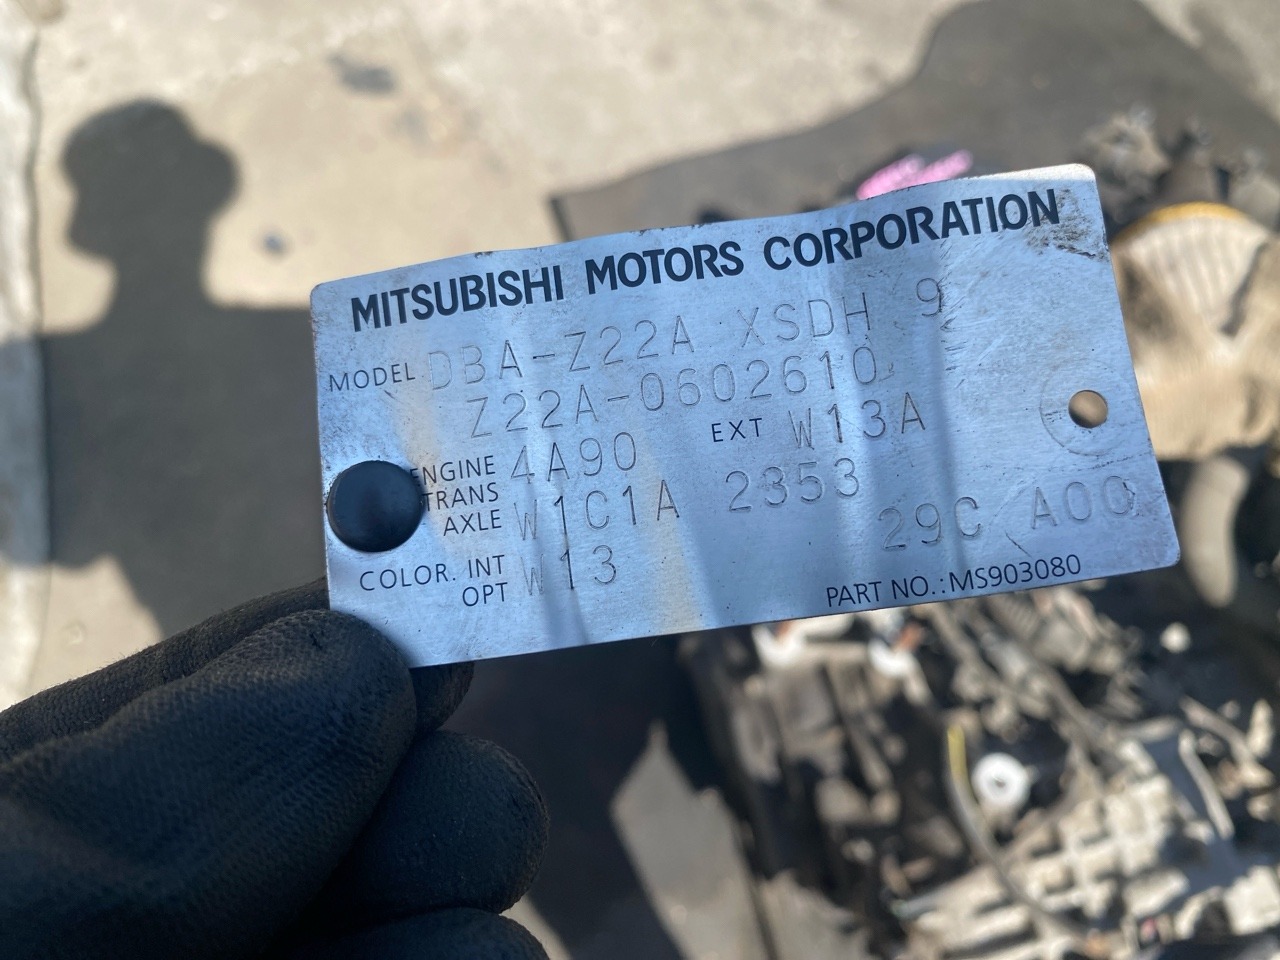 MITSUBISHI MOTORS CORPORATION
MODEL DBA-Z22A XSDH 9
Z22A-0602610
ENGINE 4A90 EXT W13A
TRANS AXLE W1C1A 2353
COLOR. INT OPT W13 29C A00
PART NO.: MS903080